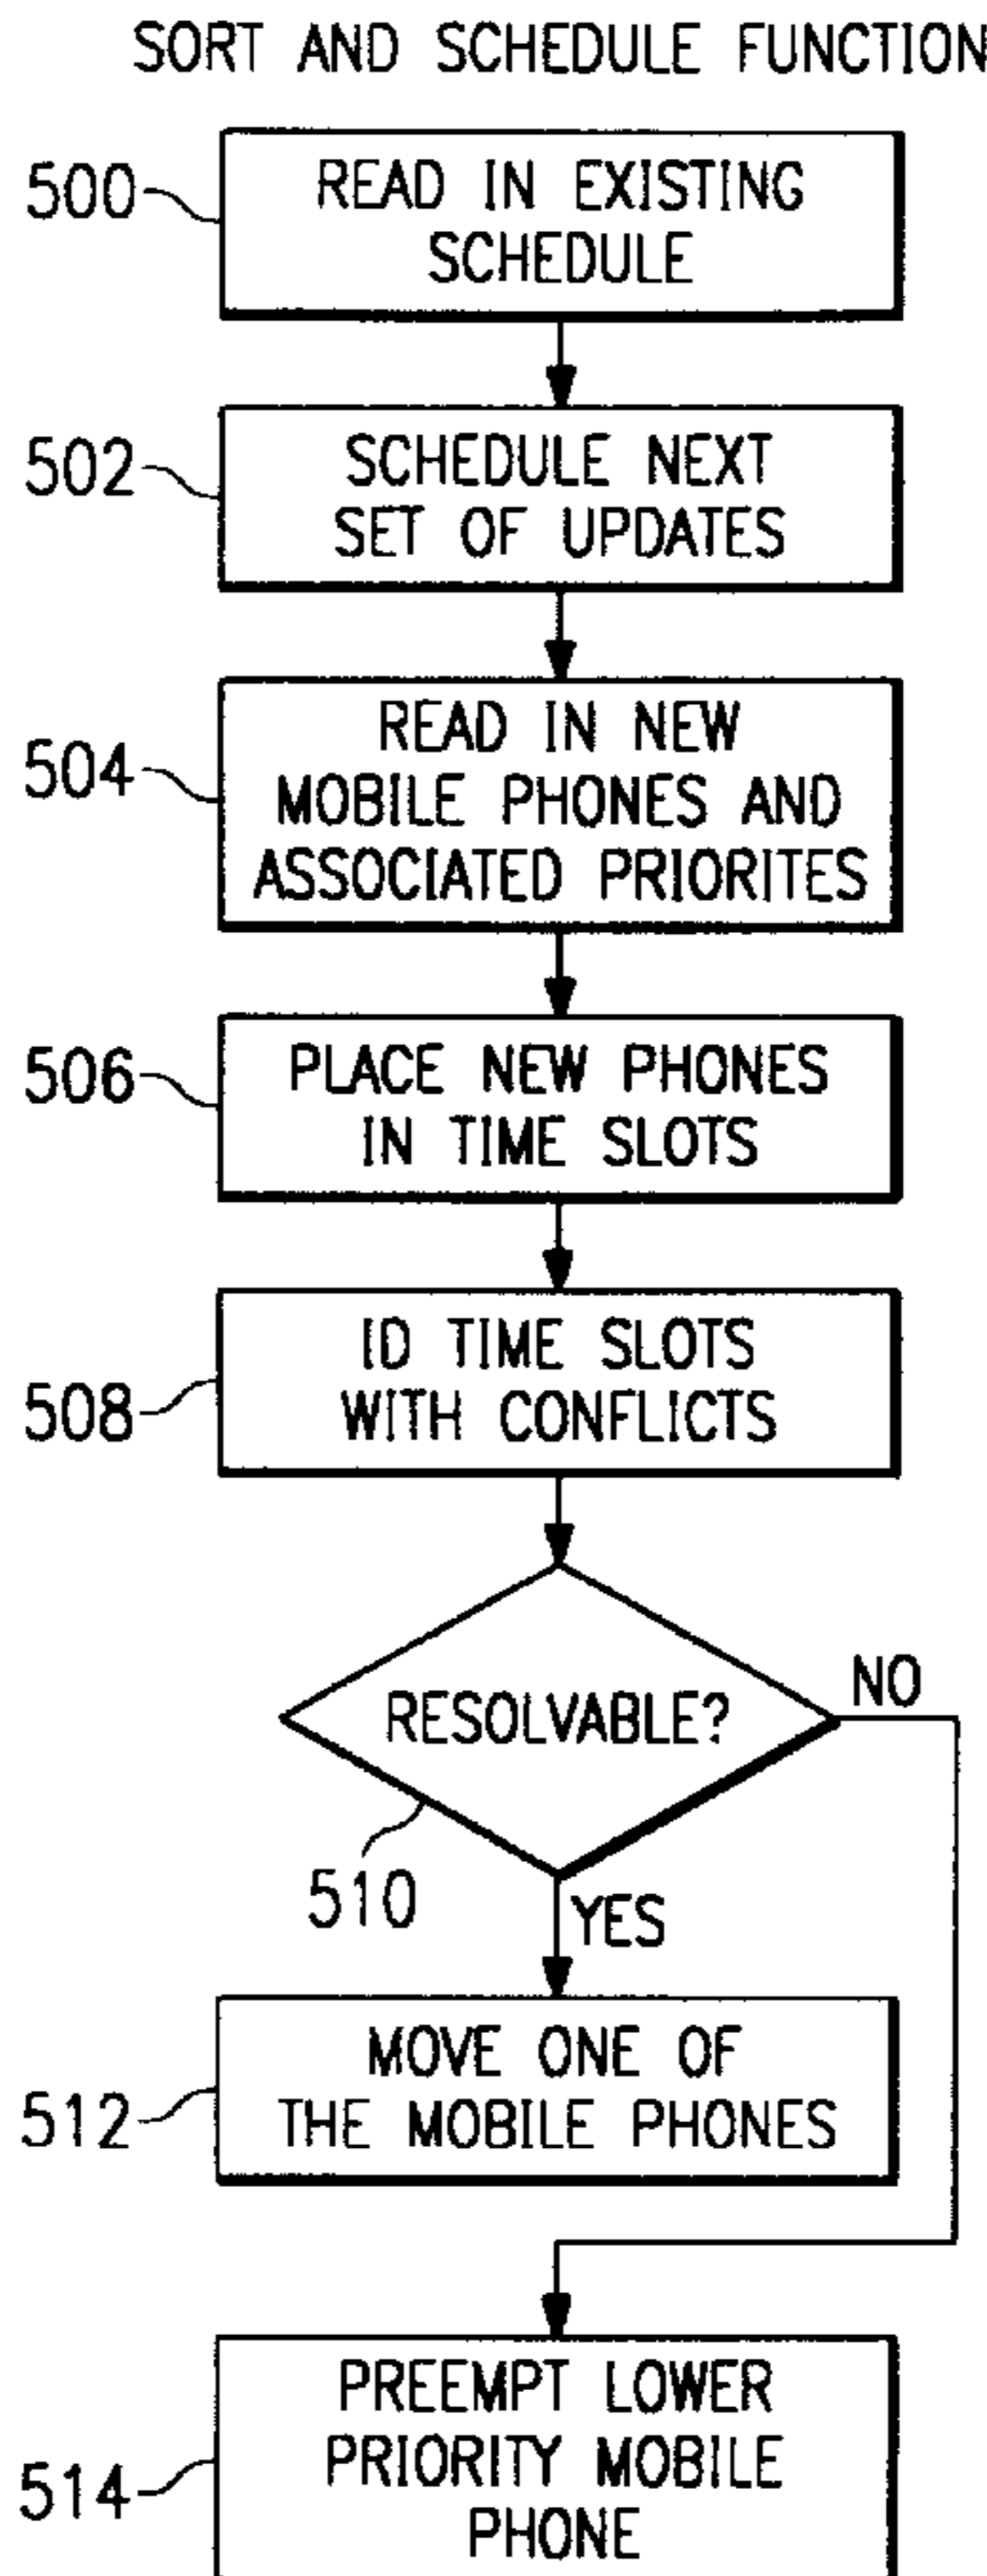 SORT AND SCHEDULE FUNCTION
500
READ IN EXISTING
SCHEDULE
502
SCHEDULE NEXT
SET OF UPDATES
504
READ IN NEW
MOBILE PHONES AND
ASSOCIATED PRIORITES
506
PLACE NEW PHONES
IN TIME SLOTS
508
ID TIME SLOTS
WITH CONFLICTS
RESOLVABLE?
NO
510
YES
512
MOVE ONE OF
THE MOBILE PHONES
514
PREEMPT LOWER
PRIORITY MOBILE
PHONE